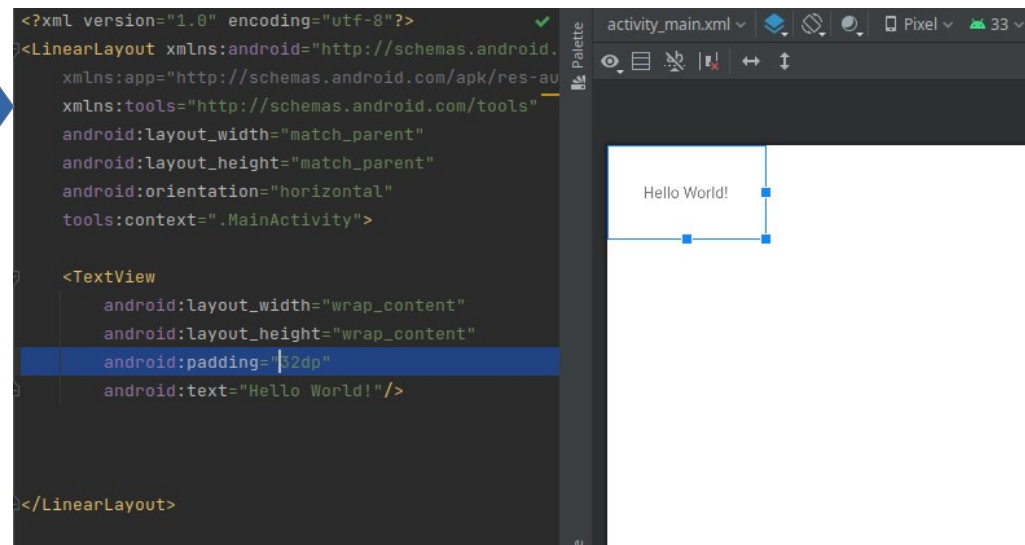 <?xml version="1.0" encoding="utf-8"?>
<LinearLayout xmlns:android="http://schemas.android.
xmlns:app="http://schemas.android.com/apk/res-au
xmlns:tools="http://schemas.android.com/tools"
android:layout_width="match_parent"
android:layout_height="match_parent"
android:orientation="horizontal"
tools:context=".MainActivity">
<TextView
android:layout_width="wrap_content"
android:layout_height="wrap_content"
android:padding="32dp"
android:text="Hello World!"/>
</LinearLayout>
Palette
activity_main.xml Pixel 33
Hello World!